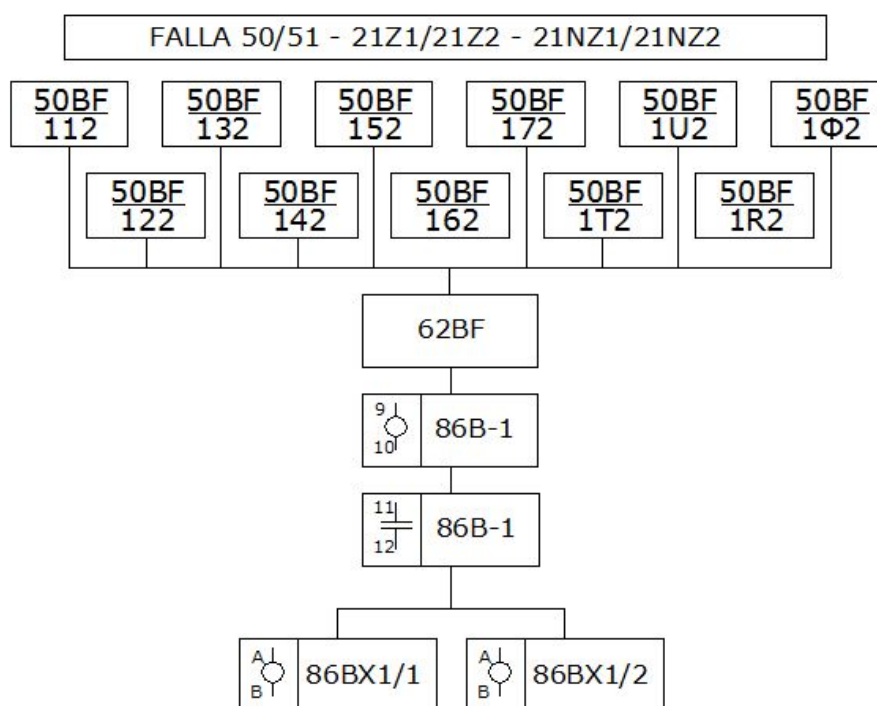 FALLA 50/51 - 21Z1/21Z2 - 21NZ1/21NZ2
50BF
112
50BF
132
50BF
152
50BF
172
50BF
1U2
50BF
1Φ2
50BF
122
50BF
142
50BF
162
50BF
1T2
50BF
1R2
62BF
9
10
86B-1
11
12
86B-1
A
B
86BX1/1
A
B
86BX1/2